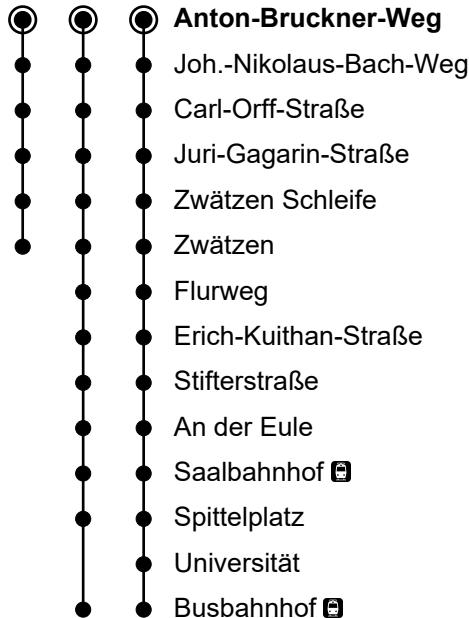 Anton-Bruckner-Weg
Joh.-Nikolaus-Bach-Weg
Carl-Orff-Straße
Juri-Gagarin-Straße
Zwätzen Schleife
Zwätzen
Flurweg
Erich-Kuithan-Straße
Stifterstraße
An der Eule
Saalbahnhof
Spittelplatz
Universität
Busbahnhof